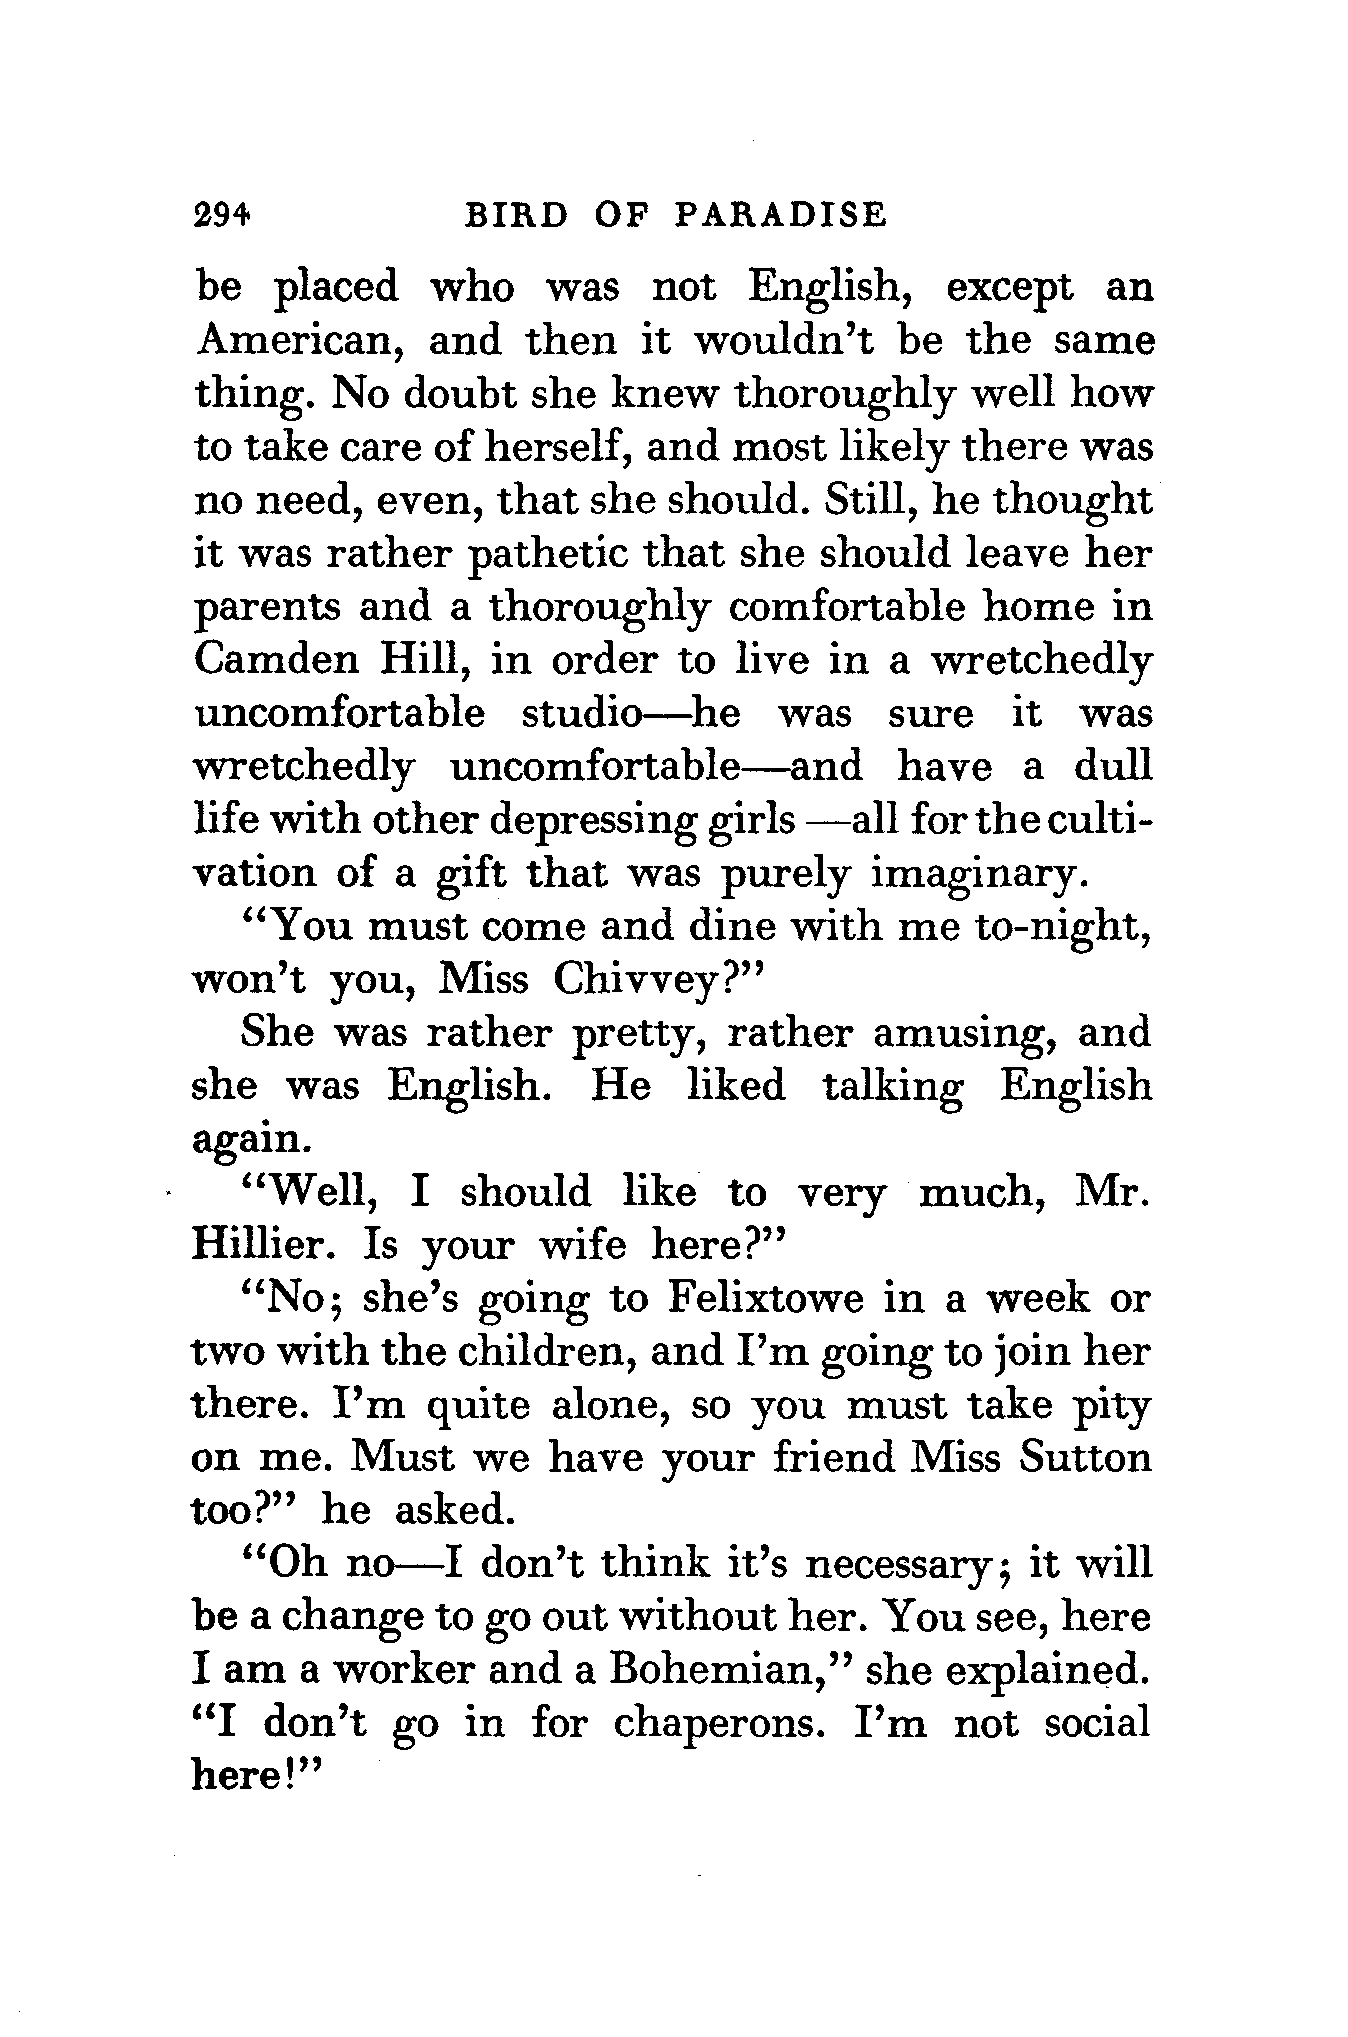 294 BIRD OF PARADISE
be placed who was not English, except an
American, and then it wouldn't be the same
thing. No doubt she knew thoroughly well how
to take care of herself, and most likely there was
no need, even, that she should. Still, he thought
it was rather pathetic that she should leave her
parents and a thoroughly comfortable home in
Camden Hill, in order to live in a wretchedly
uncomfortable studio—he was sure it was
wretchedly uncomfortable—and have a dull
life with other depressing girls —all for the culti-
vation of a gift that was purely imaginary.
"You must come and dine with me to-night,
won't you, Miss Chivvey?"
She was rather pretty, rather amusing, and
she was English. He liked talking English
again.
"Well, I should like to very much, Mr.
Hillier. Is your wife here?"
"No; she's going to Felixtowe in a week or
two with the children, and I'm going to join her
there. I'm quite alone, so you must take pity
on me. Must we have your friend Miss Sutton
too?" he asked.
"Oh no—I don't think it's necessary; it will
be a change to go out without her. You see, here
I am a worker and a Bohemian," she explained.
"I don't go in for chaperons. I'm not social
here!"